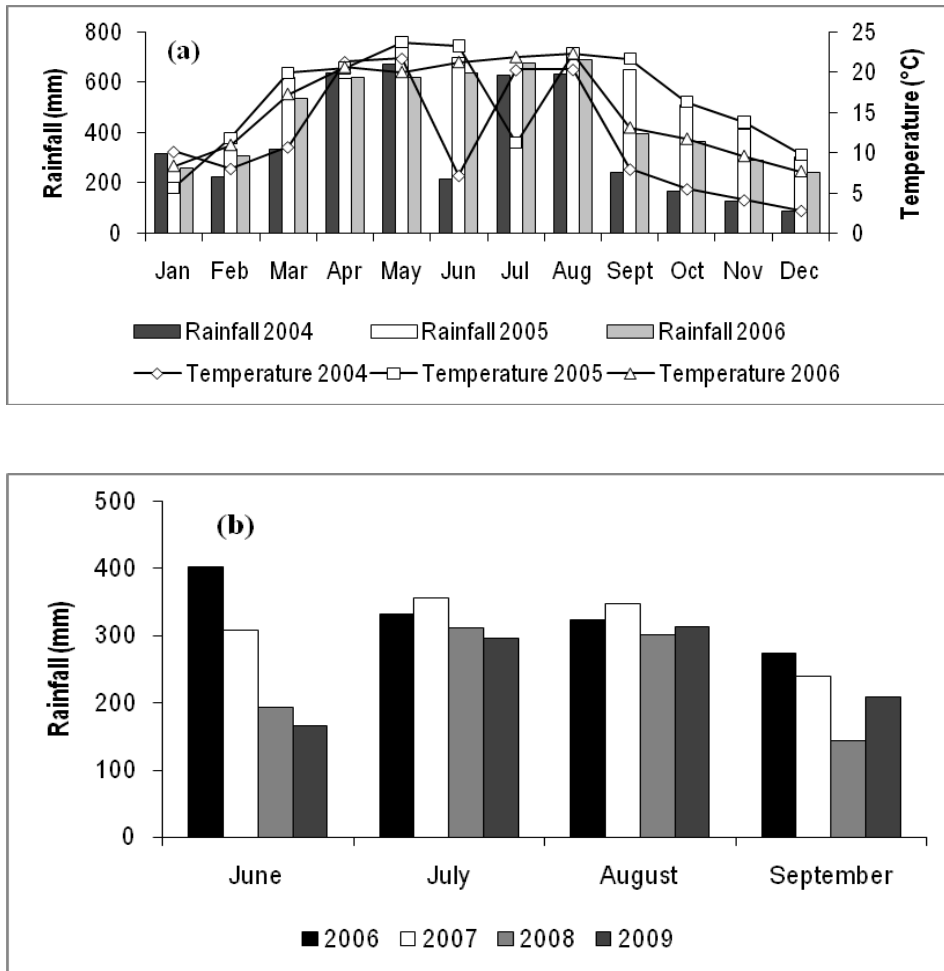 (a)
Rainfall (mm)
800
600
400
200
0
25
20
15
10
5
0
Temperature (°C)
Jan Feb Mar Apr May Jun Jul Aug Sept Oct Nov Dec
Rainfall 2004 Rainfall 2005 Rainfall 2006
Temperature 2004 Temperature 2005 Temperature 2006
(b)
Rainfall (mm)
500
400
300
200
100
0
June July August September
2006 2007 2008 2009